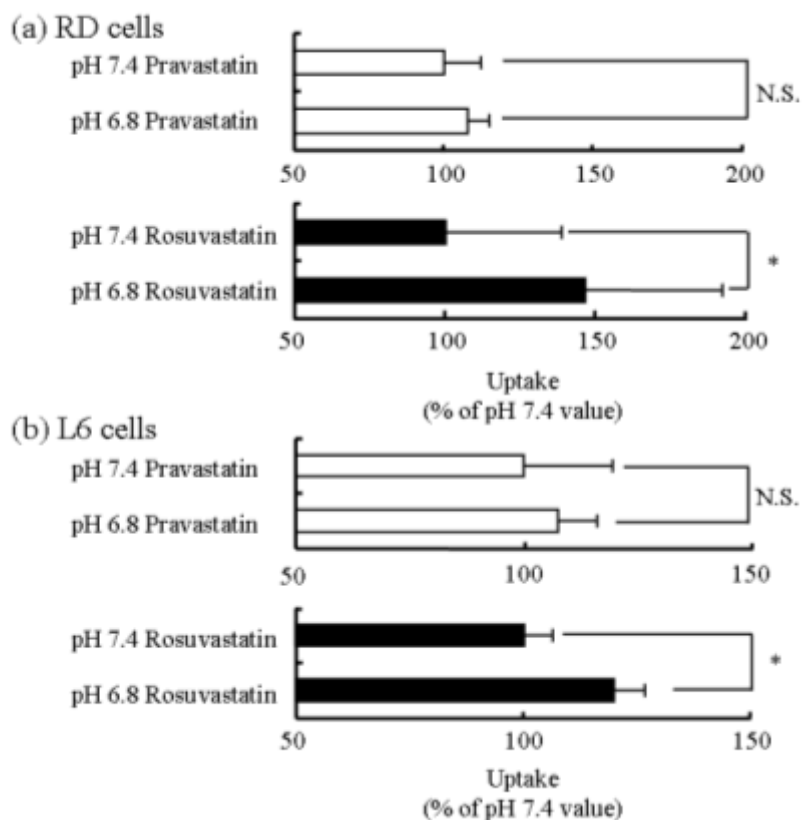 (a) RD cells
pH 7.4 Pravastatin
pH 6.8 Pravastatin
N.S.
50 100 150 200
pH 7.4 Rosuvastatin
pH 6.8 Rosuvastatin
*
50 100 150 200
Uptake
(% of pH 7.4 value)
(b) L6 cells
pH 7.4 Pravastatin
pH 6.8 Pravastatin
N.S.
50 100 150
pH 7.4 Rosuvastatin
pH 6.8 Rosuvastatin
*
50 100 150
Uptake
(% of pH 7.4 value)